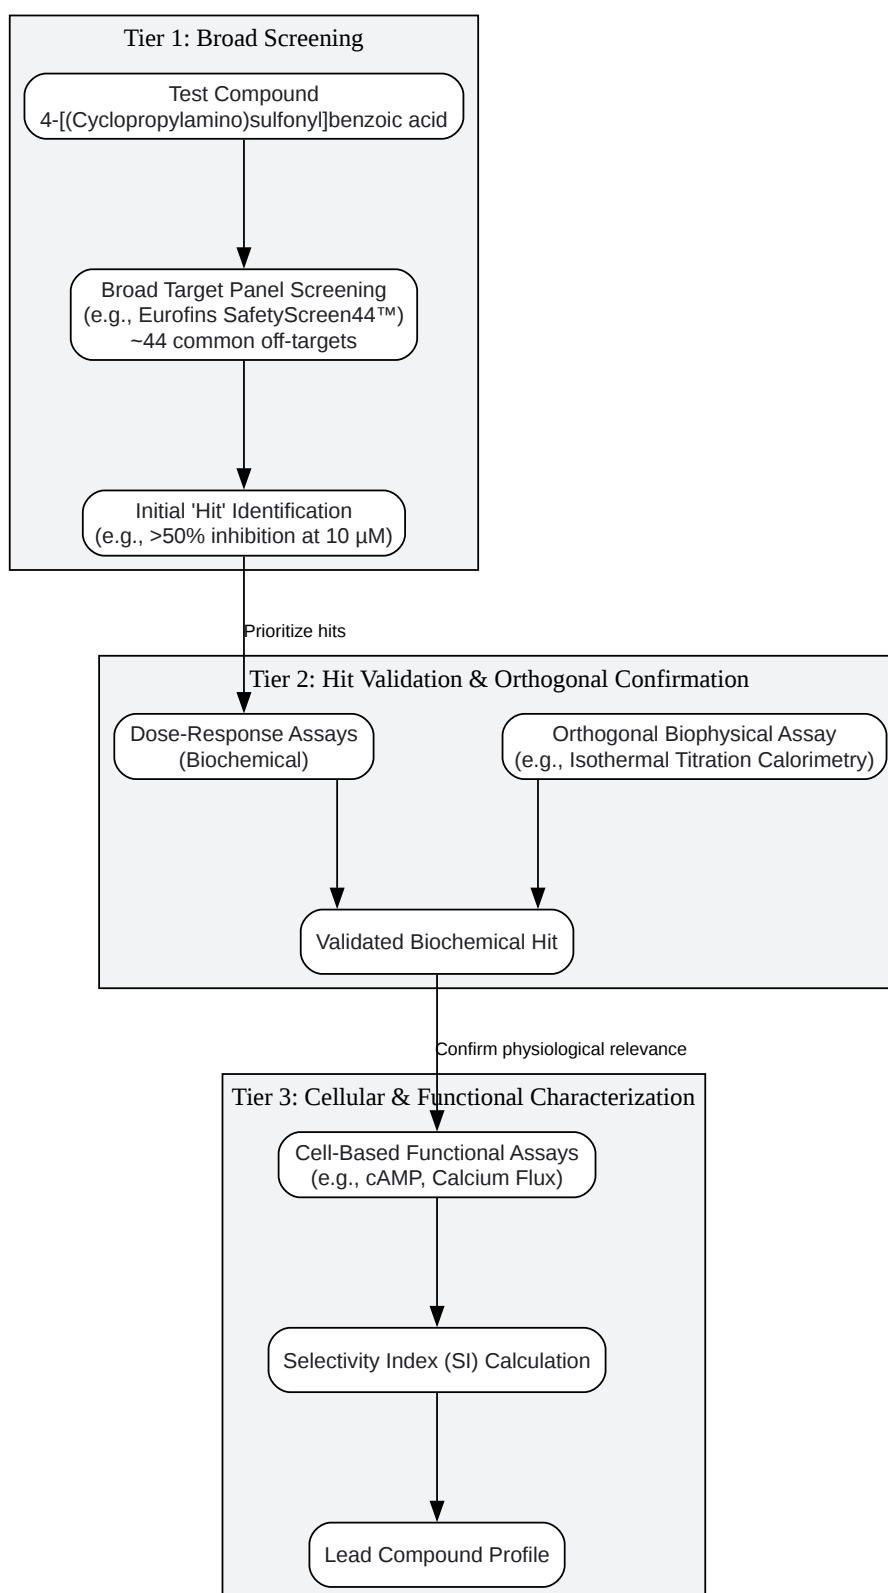 Tier 1: Broad Screening
Test Compound
4-[(Cyclopropylamino)sulfonyl]benzoic acid
Broad Target Panel Screening
(e.g., Eurofins SafetyScreen44™)
~44 common off-targets
Initial 'Hit' Identification
(e.g., >50% inhibition at 10 µM)
Prioritize hits
Tier 2: Hit Validation & Orthogonal Confirmation
Dose-Response Assays
(Biochemical)
Orthogonal Biophysical Assay
(e.g., Isothermal Titration Calorimetry)
Validated Biochemical Hit
Confirm physiological relevance
Tier 3: Cellular & Functional Characterization
Cell-Based Functional Assays
(e.g., cAMP, Calcium Flux)
Selectivity Index (SI) Calculation
Lead Compound Profile